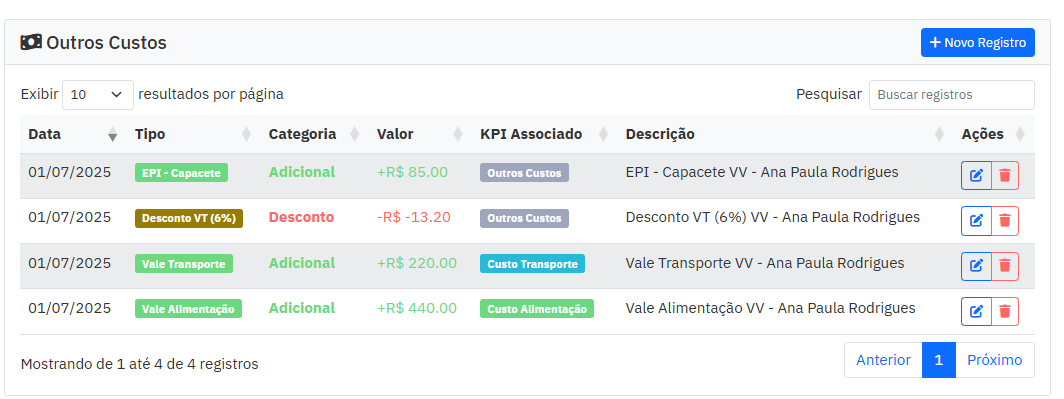 Outros Custos
+ Novo Registro
Exibir 10 resultados por página
Pesquisar Buscar registros
Data Tipo Categoria Valor KPI Associado Descrição Ações
01/07/2025 EPI - Capacete Adicional +R$ 85.00 Outros Custos EPI - Capacete VV - Ana Paula Rodrigues
01/07/2025 Desconto VT (6%) Desconto -R$ -13.20 Outros Custos Desconto VT (6%) VV - Ana Paula Rodrigues
01/07/2025 Vale Transporte Adicional +R$ 220.00 Custo Transporte Vale Transporte VV - Ana Paula Rodrigues
01/07/2025 Vale Alimentação Adicional +R$ 440.00 Custo Alimentação Vale Alimentação VV - Ana Paula Rodrigues
Mostrando de 1 até 4 de 4 registros
Anterior 1 Próximo